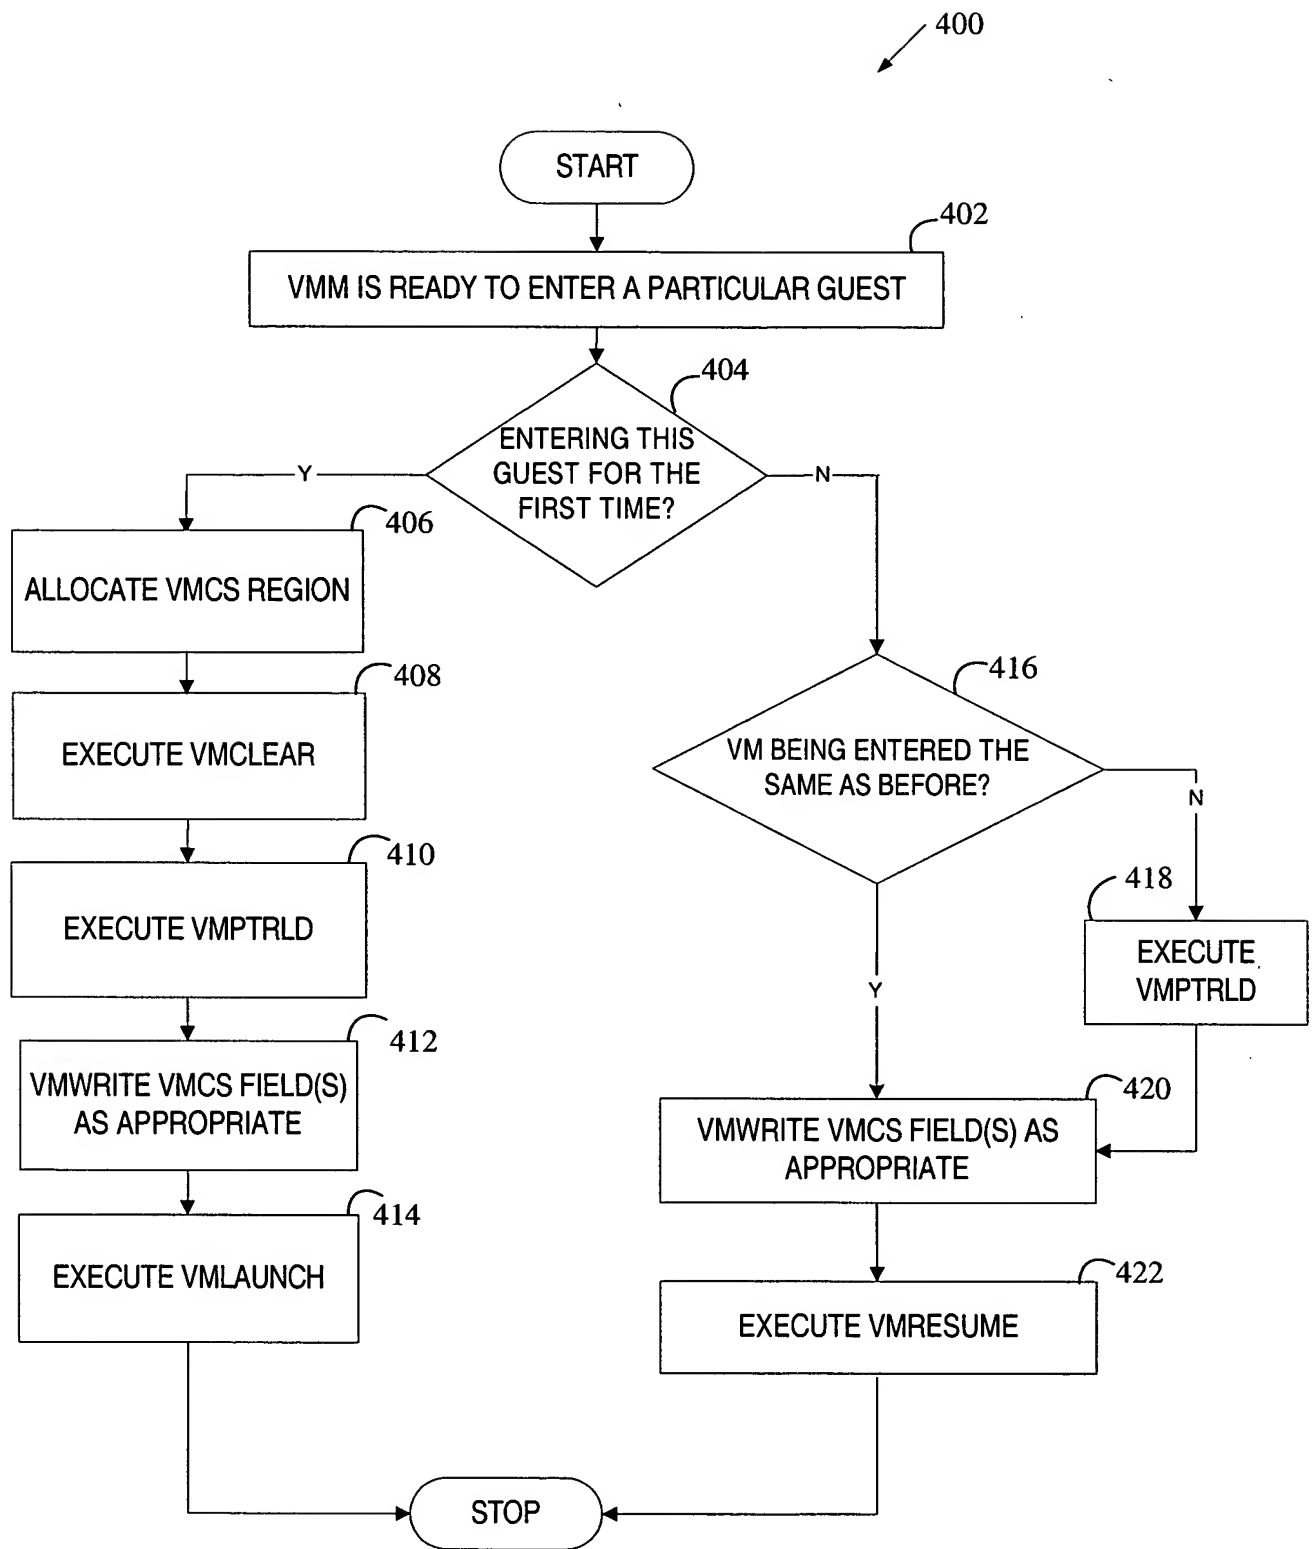 400
START
402
VMM IS READY TO ENTER A PARTICULAR GUEST
404
ENTERING THIS
GUEST FOR THE
FIRST TIME?
Y
N
406
ALLOCATE VMCS REGION
408
EXECUTE VMCLEAR
410
EXECUTE VMPTRLD
412
VMWRITE VMCS FIELD(S)
AS APPROPRIATE
414
EXECUTE VMLAUNCH
416
VM BEING ENTERED THE
SAME AS BEFORE?
N
Y
418
EXECUTE
VMPTRLD
420
VMWRITE VMCS FIELD(S) AS
APPROPRIATE
422
EXECUTE VMRESUME
STOP